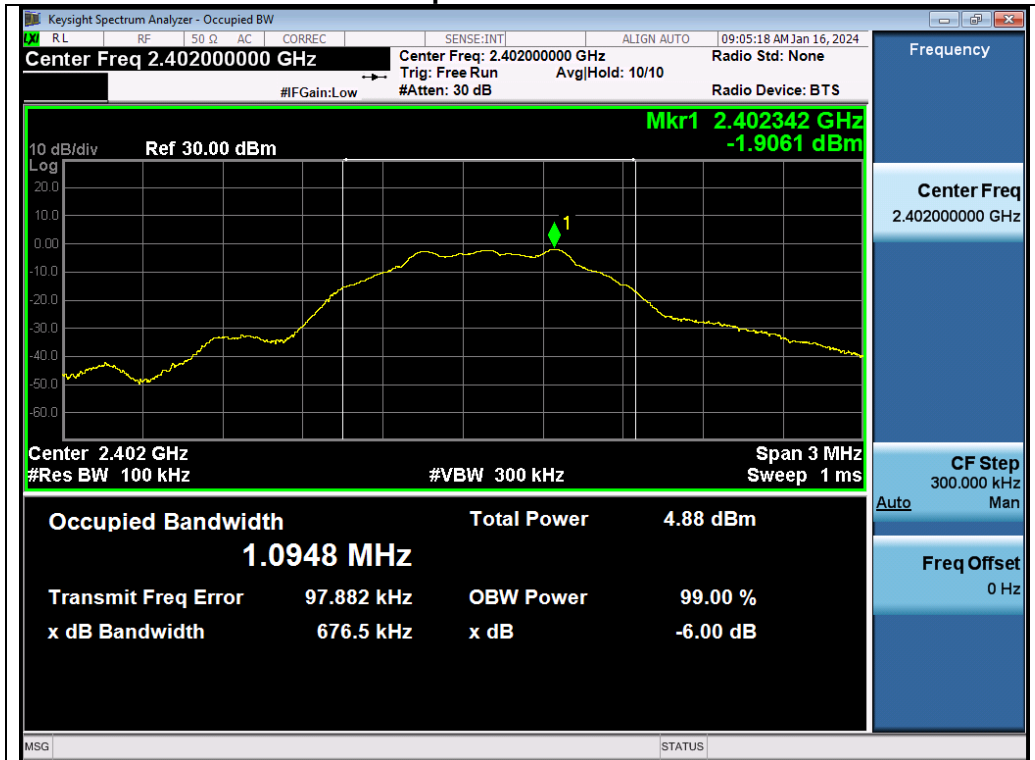 Keysight Spectrum Analyzer - Occupied BW
LXI RL RF 50 Ω AC CORREC SENSE:INT ALIGN AUTO 09:05:18 AM Jan 16, 2024
Center Freq 2.402000000 GHz Center Freq: 2.402000000 GHz Radio Std: None
Trig: Free Run Avg|Hold: 10/10
#IFGain:Low #Atten: 30 dB Radio Device: BTS
Frequency
Mkr1 2.402342 GHz
-1.9061 dBm
10 dB/div Ref 30.00 dBm
Log
20.0
10.0
0.00
-10.0
-20.0
-30.0
-40.0
-50.0
-60.0
1
Center 2.402 GHz Span 3 MHz
#Res BW 100 kHz #VBW 300 kHz Sweep 1 ms
Center Freq
2.402000000 GHz
CF Step
300.000 kHz
Auto Man
Freq Offset
0 Hz
Occupied Bandwidth Total Power 4.88 dBm
1.0948 MHz
Transmit Freq Error 97.882 kHz OBW Power 99.00 %
x dB Bandwidth 676.5 kHz x dB -6.00 dB
MSG STATUS